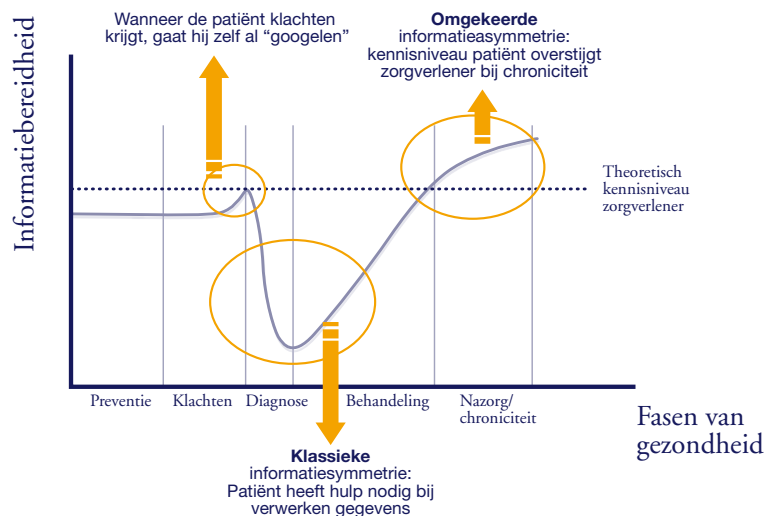 Informatiebereidheid
Wanneer de patiënt klachten
krijgt, gaat hij zelf al “googelen”
Omgekeerde
informatieasymmetrie:
kennisniveau patiënt overstijgt
zorgverlener bij chroniciteit
Theoretisch
kennisniveau
zorgverlener
Preventie
Klachten
Diagnose
Behandeling
Nazorg/
chroniciteit
Fasen van
gezondheid
Klassieke
informatiesymmetrie:
Patiënt heeft hulp nodig bij
verwerken gegevens